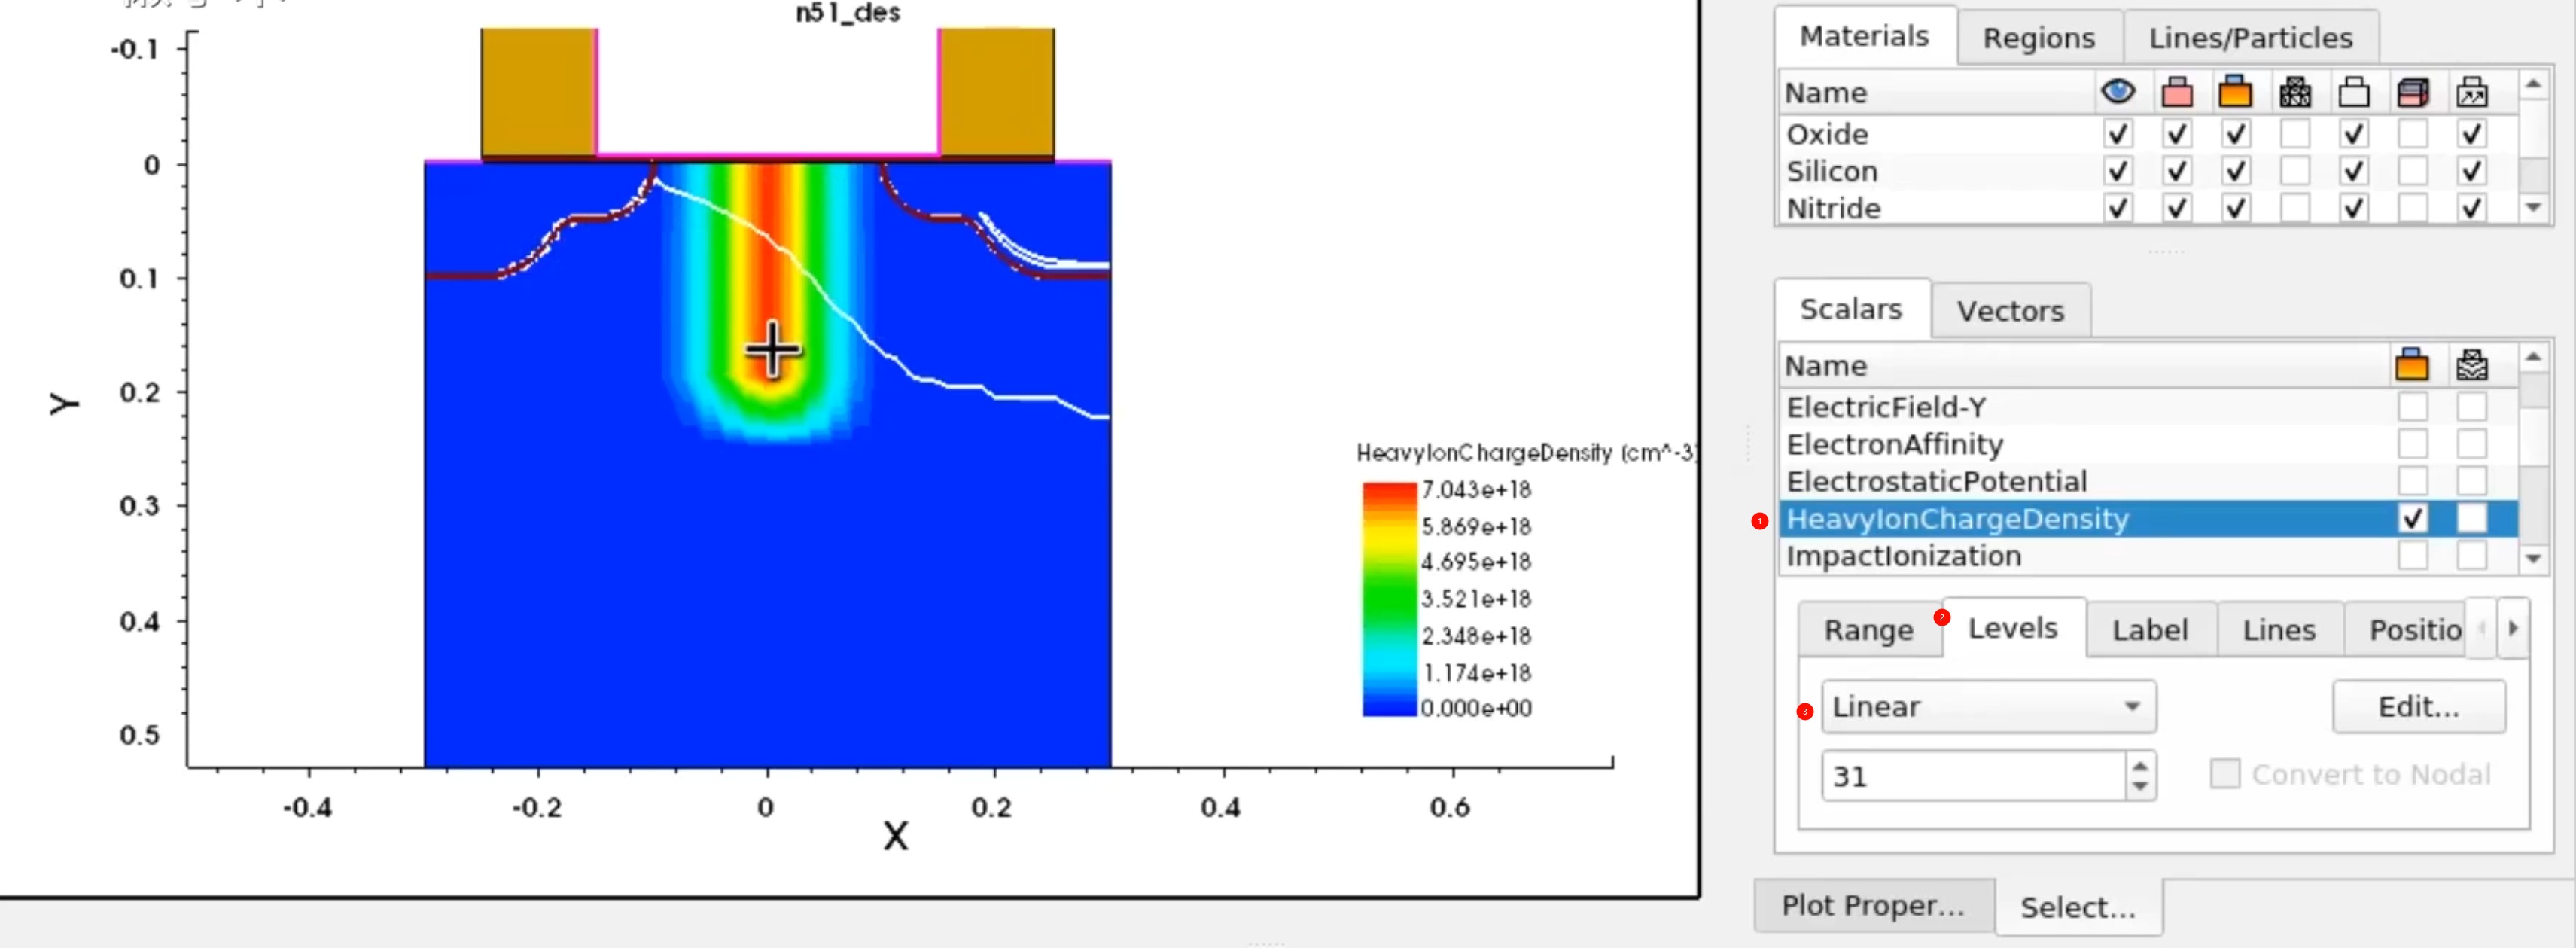 n51_des
-0.1
0
0.1
0.2
0.3
0.4
0.5
Y
-0.4
-0.2
0
0.2
0.4
0.6
X
HeavyIonChargeDensity (cm^-3)
7.043e+18
5.869e+18
4.695e+18
3.521e+18
2.348e+18
1.174e+18
0.000e+00
Materials Regions Lines/Particles
Name
Oxide
Silicon
Nitride
Scalars Vectors
Name
ElectricField-Y
ElectronAffinity
ElectrostaticPotential
1 HeavyIonChargeDensity
ImpactIonization
Range 2 Levels Label Lines Positio
3 Linear Edit...
31 Convert to Nodal
Plot Proper... Select...